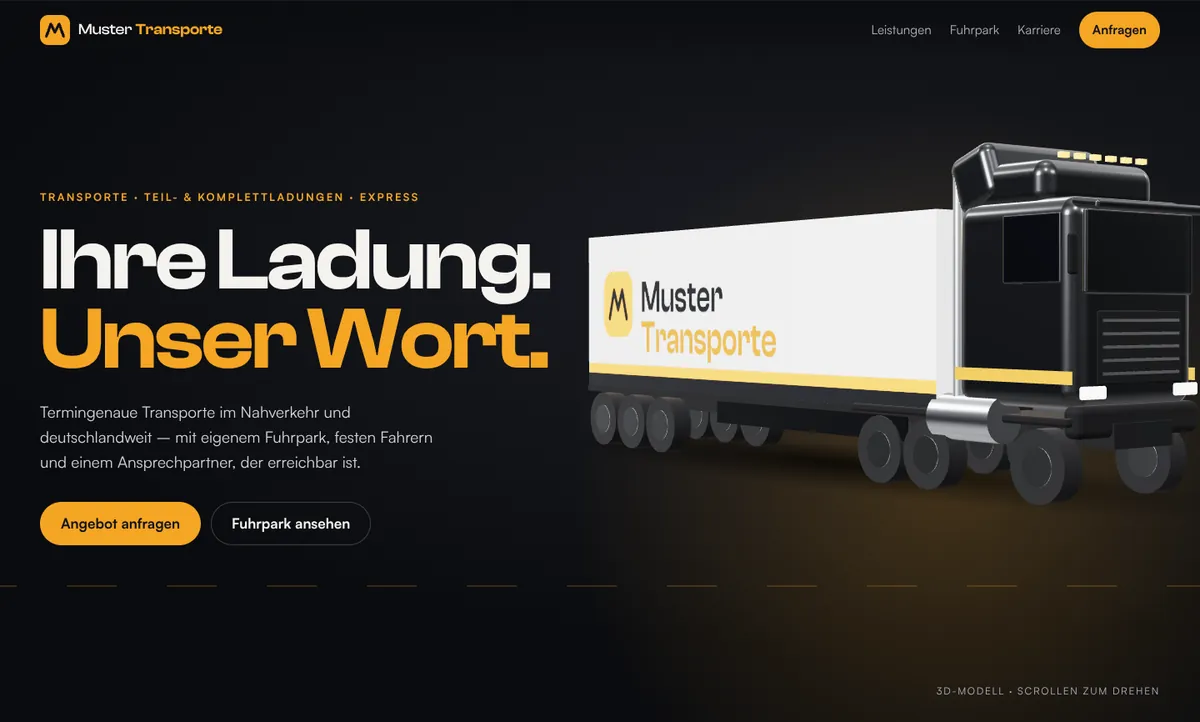 Muster Transporte
Leistungen
Fuhrpark
Karriere
Anfragen
TRANSPORTE · TEIL- & KOMPLETTLADUNGEN · EXPRESS
Ihre Ladung.
Unser Wort.
Termingenaue Transporte im Nahverkehr und
deutschlandweit — mit eigenem Fuhrpark, festen Fahrern
und einem Ansprechpartner, der erreichbar ist.
Angebot anfragen
Fuhrpark ansehen
M Muster
Transporte
3D-MODELL · SCROLLEN ZUM DREHEN